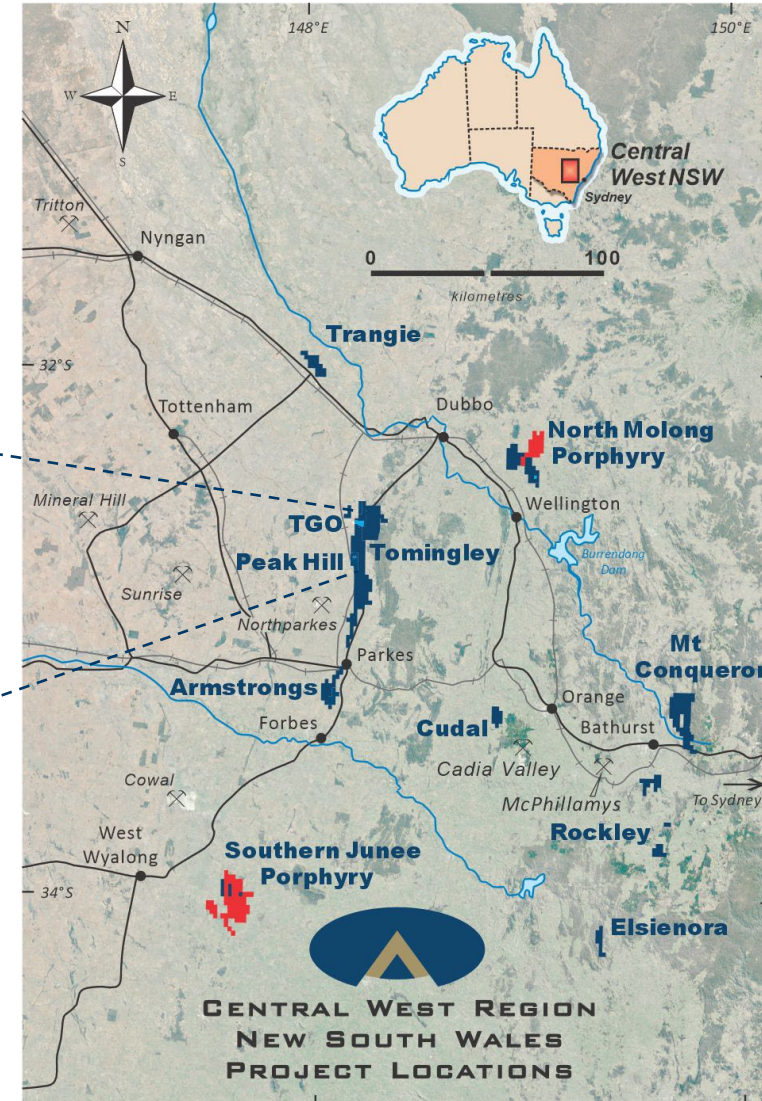 148°E
150°E
N
W
E
S
Central
West NSW
Sydney
Tritton
Nyngan
0
100
kilometres
Trangie
32°S
Tottenham
Dubbo
North Molong
Porphyry
Mineral Hill
Wellington
TGO
Tomingley
Peak Hill
Burrendong
Dam
Sunrise
Northparkes
Parkes
Mt
Conqueror
Armstrongs
Orange
Forbes
Cudal
Bathurst
Cadia Valley
Cowal
McPhillamys
To Sydney
West
Wyalong
Rockley
Southern Junee
Porphyry
34°S
Elsienora
Central West Region
New South Wales
Project Locations